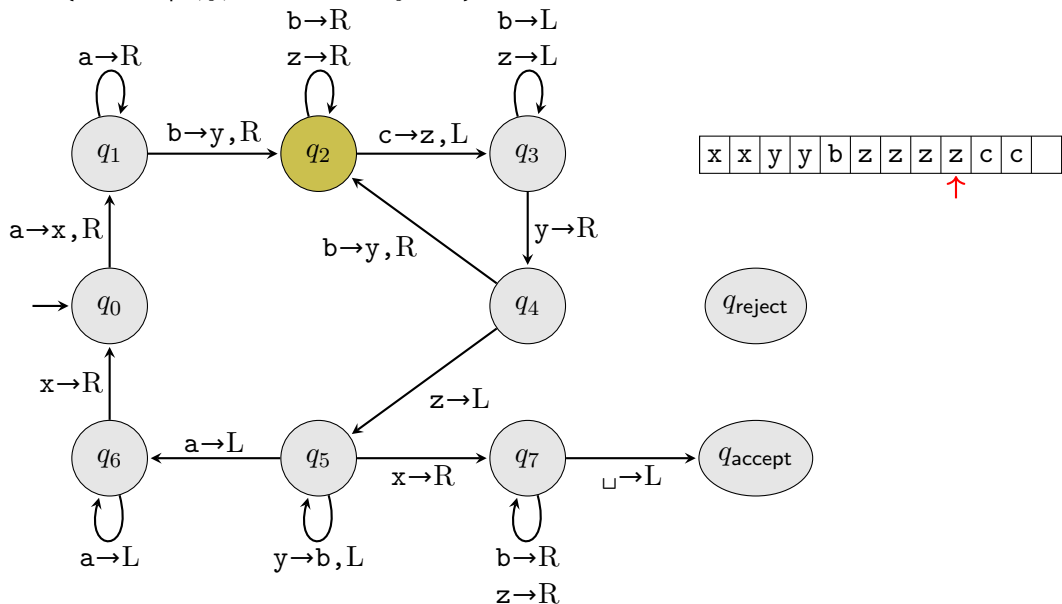 b→R
b→L
a→R
z→R
z→L
b→y,R
c→z,L
q1
q2
q3
x x y y b z z z z c c
↑
a→x,R
y→R
b→y,R
q0
q4
qreject
x→R
z→L
a→L
q6
q5
q7
qaccept
x→R
␣→L
a→L
y→b,L
b→R
z→R